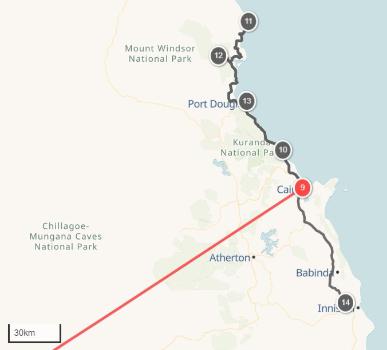 11
Mount Windsor
National Park
12
Port Doug
13
Kuranda
National Pa
10
Cai
9
Chillagoe-
Mungana Caves
National Park
Atherton
Babinda
14
Innis
30km